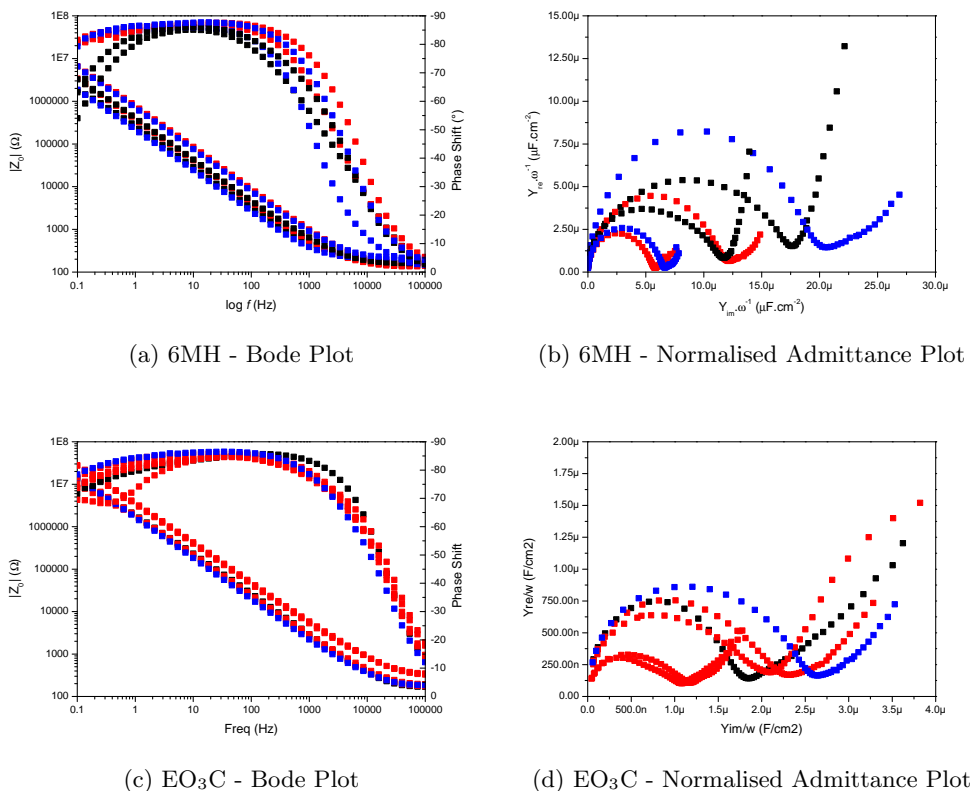 1E8
1E7
1000000
100000
10000
1000
100
|Z₀| (Ω)
0.1 1 10 100 1000 10000 100000
log f (Hz)
-90
-80
-70
-60
-50
-40
-30
-20
-10
0
Phase Shift (°)
(a) 6MH - Bode Plot
15.00µ
12.50µ
10.00µ
7.50µ
5.00µ
2.50µ
0.00
Yre.ω⁻¹ (µF.cm⁻²)
0.00 5.0µ 10.0µ 15.0µ 20.0µ 25.0µ 30.0µ
Yim.ω⁻¹ (µF.cm⁻²)
(b) 6MH - Normalised Admittance Plot
1E8
1E7
1000000
100000
10000
1000
100
|Z₀| (Ω)
0.1 1 10 100 1000 10000 100000
Freq (Hz)
-90
-80
-70
-60
-50
-40
-30
-20
-10
0
Phase Shift
(c) EO₃C - Bode Plot
2.00µ
1.50µ
1.00µ
750.00n
500.00n
250.00n
0.00
Yre/w (F/cm2)
0.0 500.0n 1.0µ 1.5µ 2.0µ 2.5µ 3.0µ 3.5µ 4.0µ
Yim/w (F/cm2)
(d) EO₃C - Normalised Admittance Plot